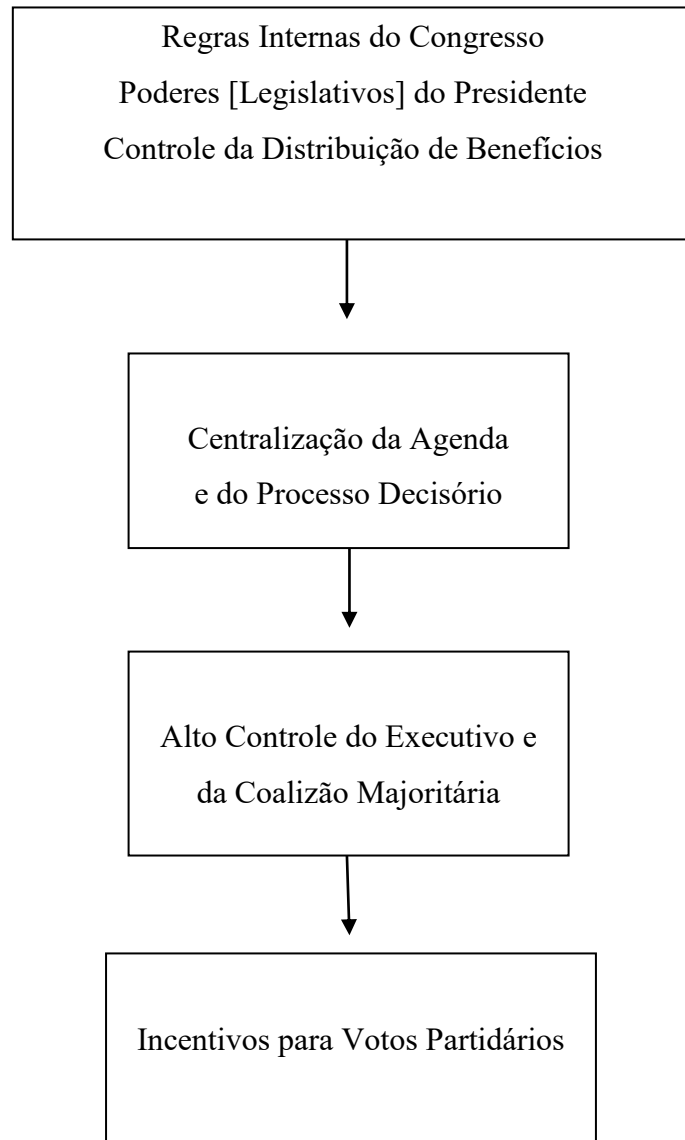 Regras Internas do Congresso
Poderes [Legislativos] do Presidente
Controle da Distribuição de Benefícios
Centralização da Agenda
e do Processo Decisório
Alto Controle do Executivo e
da Coalizão Majoritária
Incentivos para Votos Partidários